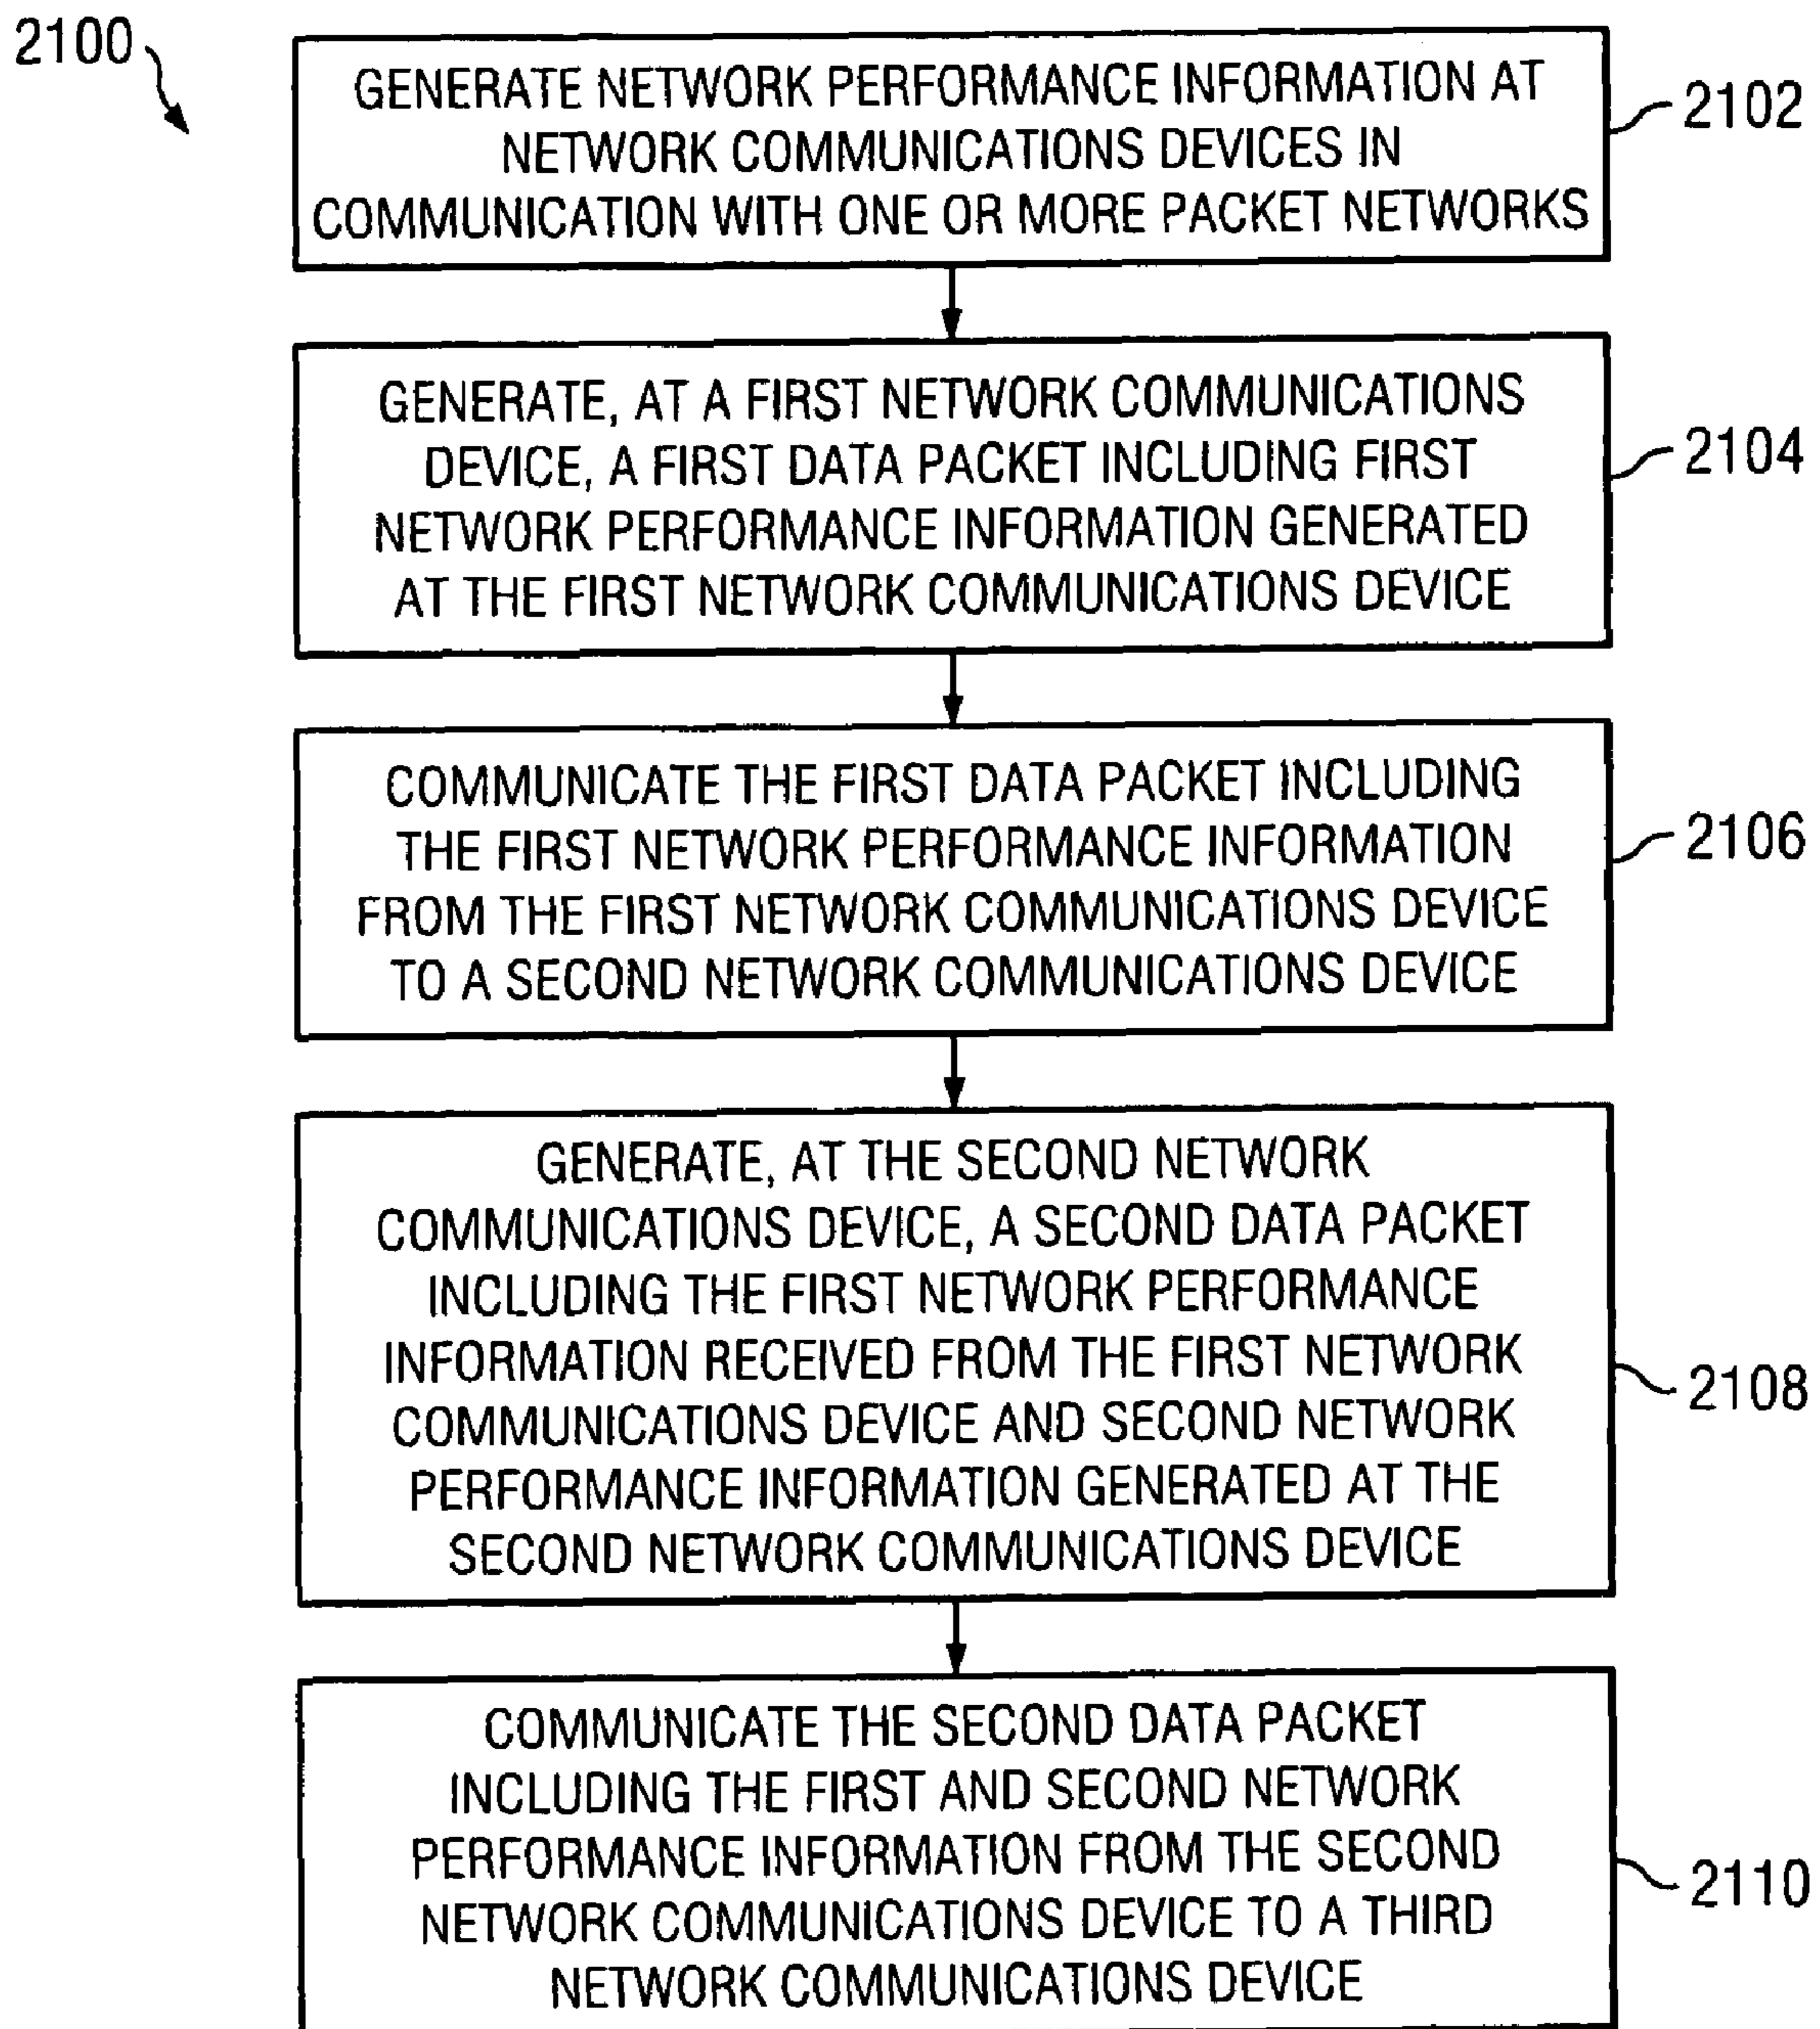 2100
GENERATE NETWORK PERFORMANCE INFORMATION AT
NETWORK COMMUNICATIONS DEVICES IN
COMMUNICATION WITH ONE OR MORE PACKET NETWORKS
2102
GENERATE, AT A FIRST NETWORK COMMUNICATIONS
DEVICE, A FIRST DATA PACKET INCLUDING FIRST
NETWORK PERFORMANCE INFORMATION GENERATED
AT THE FIRST NETWORK COMMUNICATIONS DEVICE
2104
COMMUNICATE THE FIRST DATA PACKET INCLUDING
THE FIRST NETWORK PERFORMANCE INFORMATION
FROM THE FIRST NETWORK COMMUNICATIONS DEVICE
TO A SECOND NETWORK COMMUNICATIONS DEVICE
2106
GENERATE, AT THE SECOND NETWORK
COMMUNICATIONS DEVICE, A SECOND DATA PACKET
INCLUDING THE FIRST NETWORK PERFORMANCE
INFORMATION RECEIVED FROM THE FIRST NETWORK
COMMUNICATIONS DEVICE AND SECOND NETWORK
PERFORMANCE INFORMATION GENERATED AT THE
SECOND NETWORK COMMUNICATIONS DEVICE
2108
COMMUNICATE THE SECOND DATA PACKET
INCLUDING THE FIRST AND SECOND NETWORK
PERFORMANCE INFORMATION FROM THE SECOND
NETWORK COMMUNICATIONS DEVICE TO A THIRD
NETWORK COMMUNICATIONS DEVICE
2110